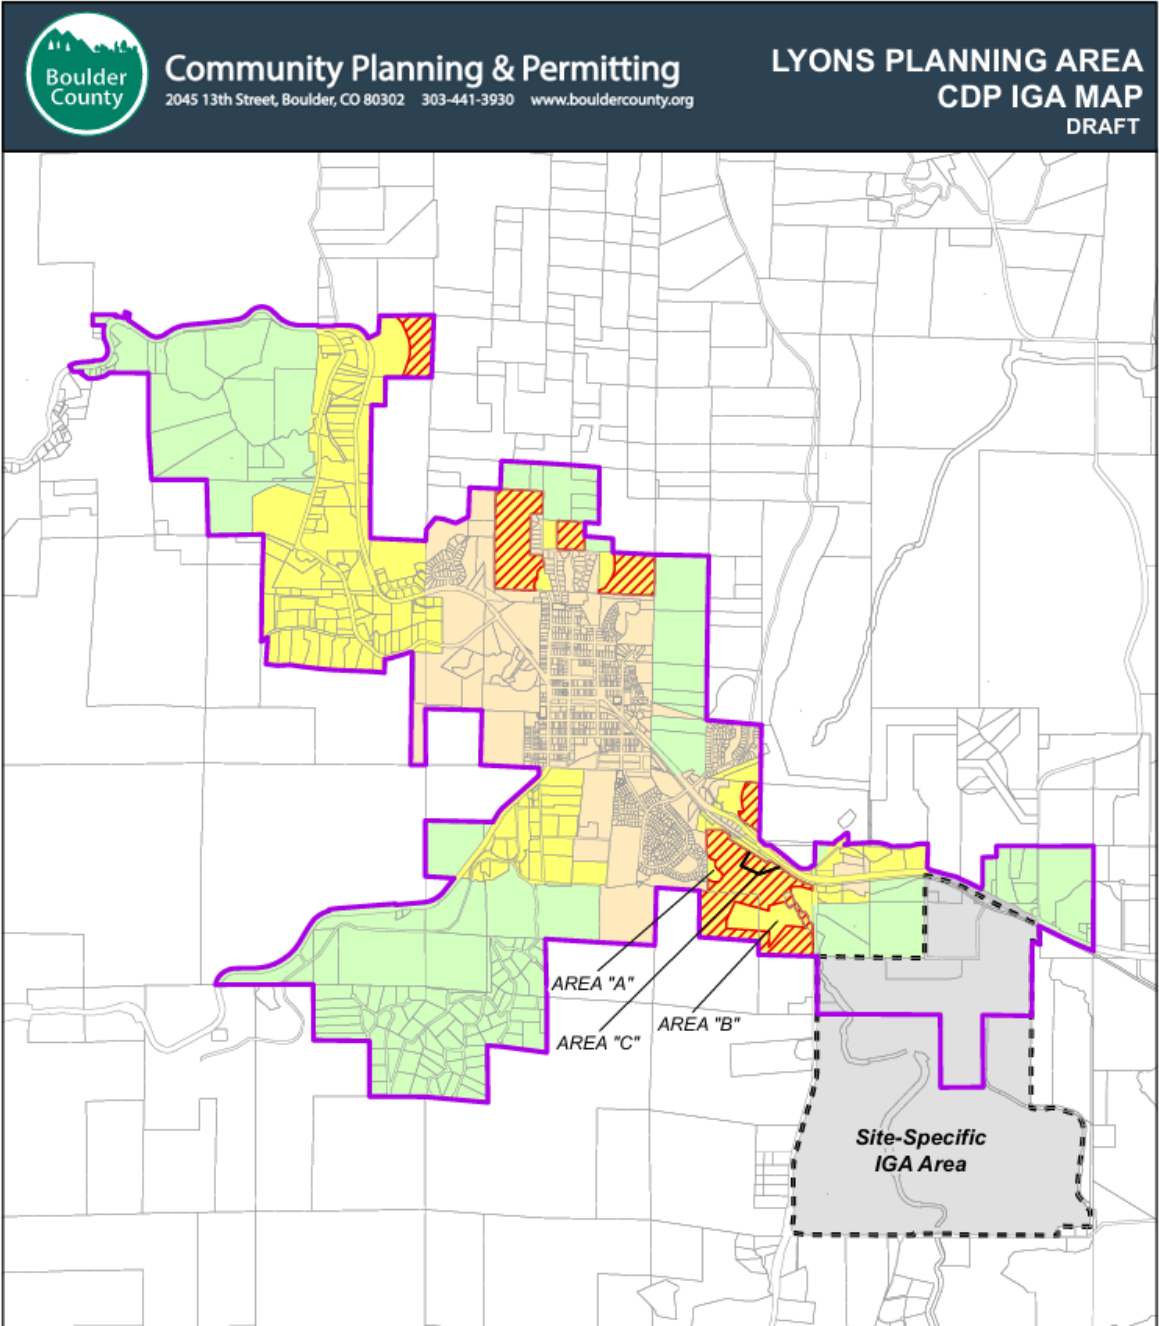 Boulder
County
Community Planning & Permitting
2045 13th Street, Boulder, CO 80302 303-441-3930 www.bouldercounty.org
LYONS PLANNING AREA
CDP IGA MAP
DRAFT
AREA "A"
AREA "B"
AREA "C"
Site-Specific
IGA Area